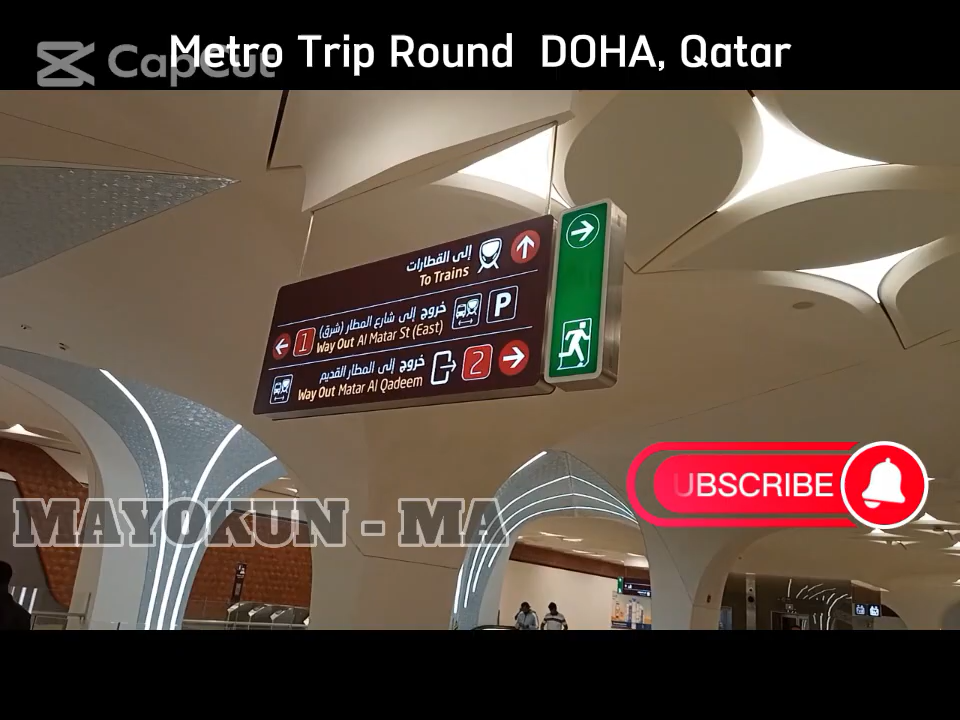 CapCut
Metro Trip Round DOHA, Qatar
إلى القطارات
To Trains
خروج إلى شارع المطار (شرق)
P
1
Way Out Al Matar St (East)
خروج إلى المطار القديم
2
Way Out Matar Al Qadeem
UBSCRIBE
MAYOKUN - MA